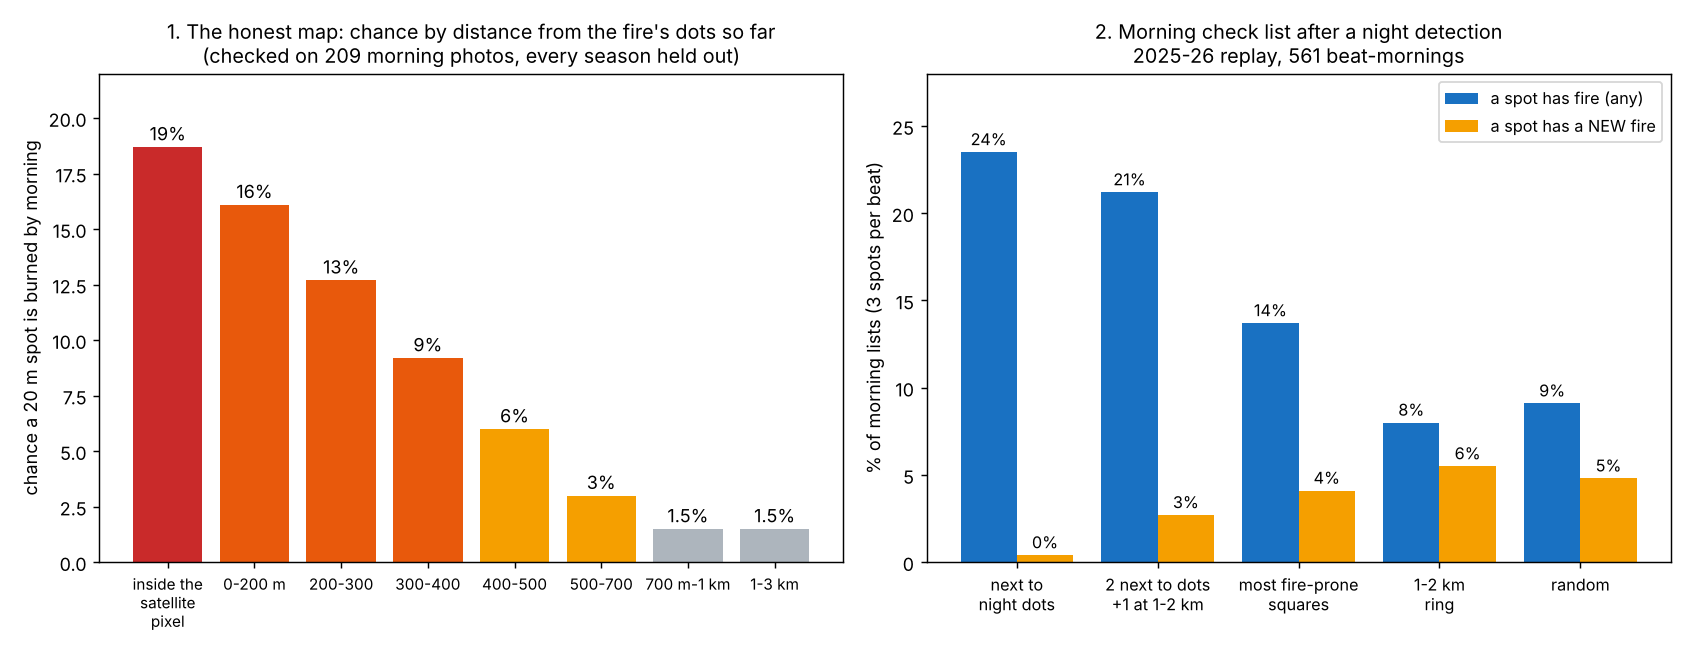 1. The honest map: chance by distance from the fire's dots so far
(checked on 209 morning photos, every season held out)
chance a 20 m spot is burned by morning
20.0
17.5
15.0
12.5
10.0
7.5
5.0
2.5
0.0
19%
16%
13%
9%
6%
3%
1.5%
1.5%
inside the
satellite
pixel
0-200 m
200-300
300-400
400-500
500-700
700 m-1 km
1-3 km
2. Morning check list after a night detection
2025-26 replay, 561 beat-mornings
% of morning lists (3 spots per beat)
25
20
15
10
5
0
a spot has fire (any)
a spot has a NEW fire
24%
0%
21%
3%
14%
4%
8%
6%
9%
5%
next to
night dots
2 next to dots
+1 at 1-2 km
most fire-prone
squares
1-2 km
ring
random